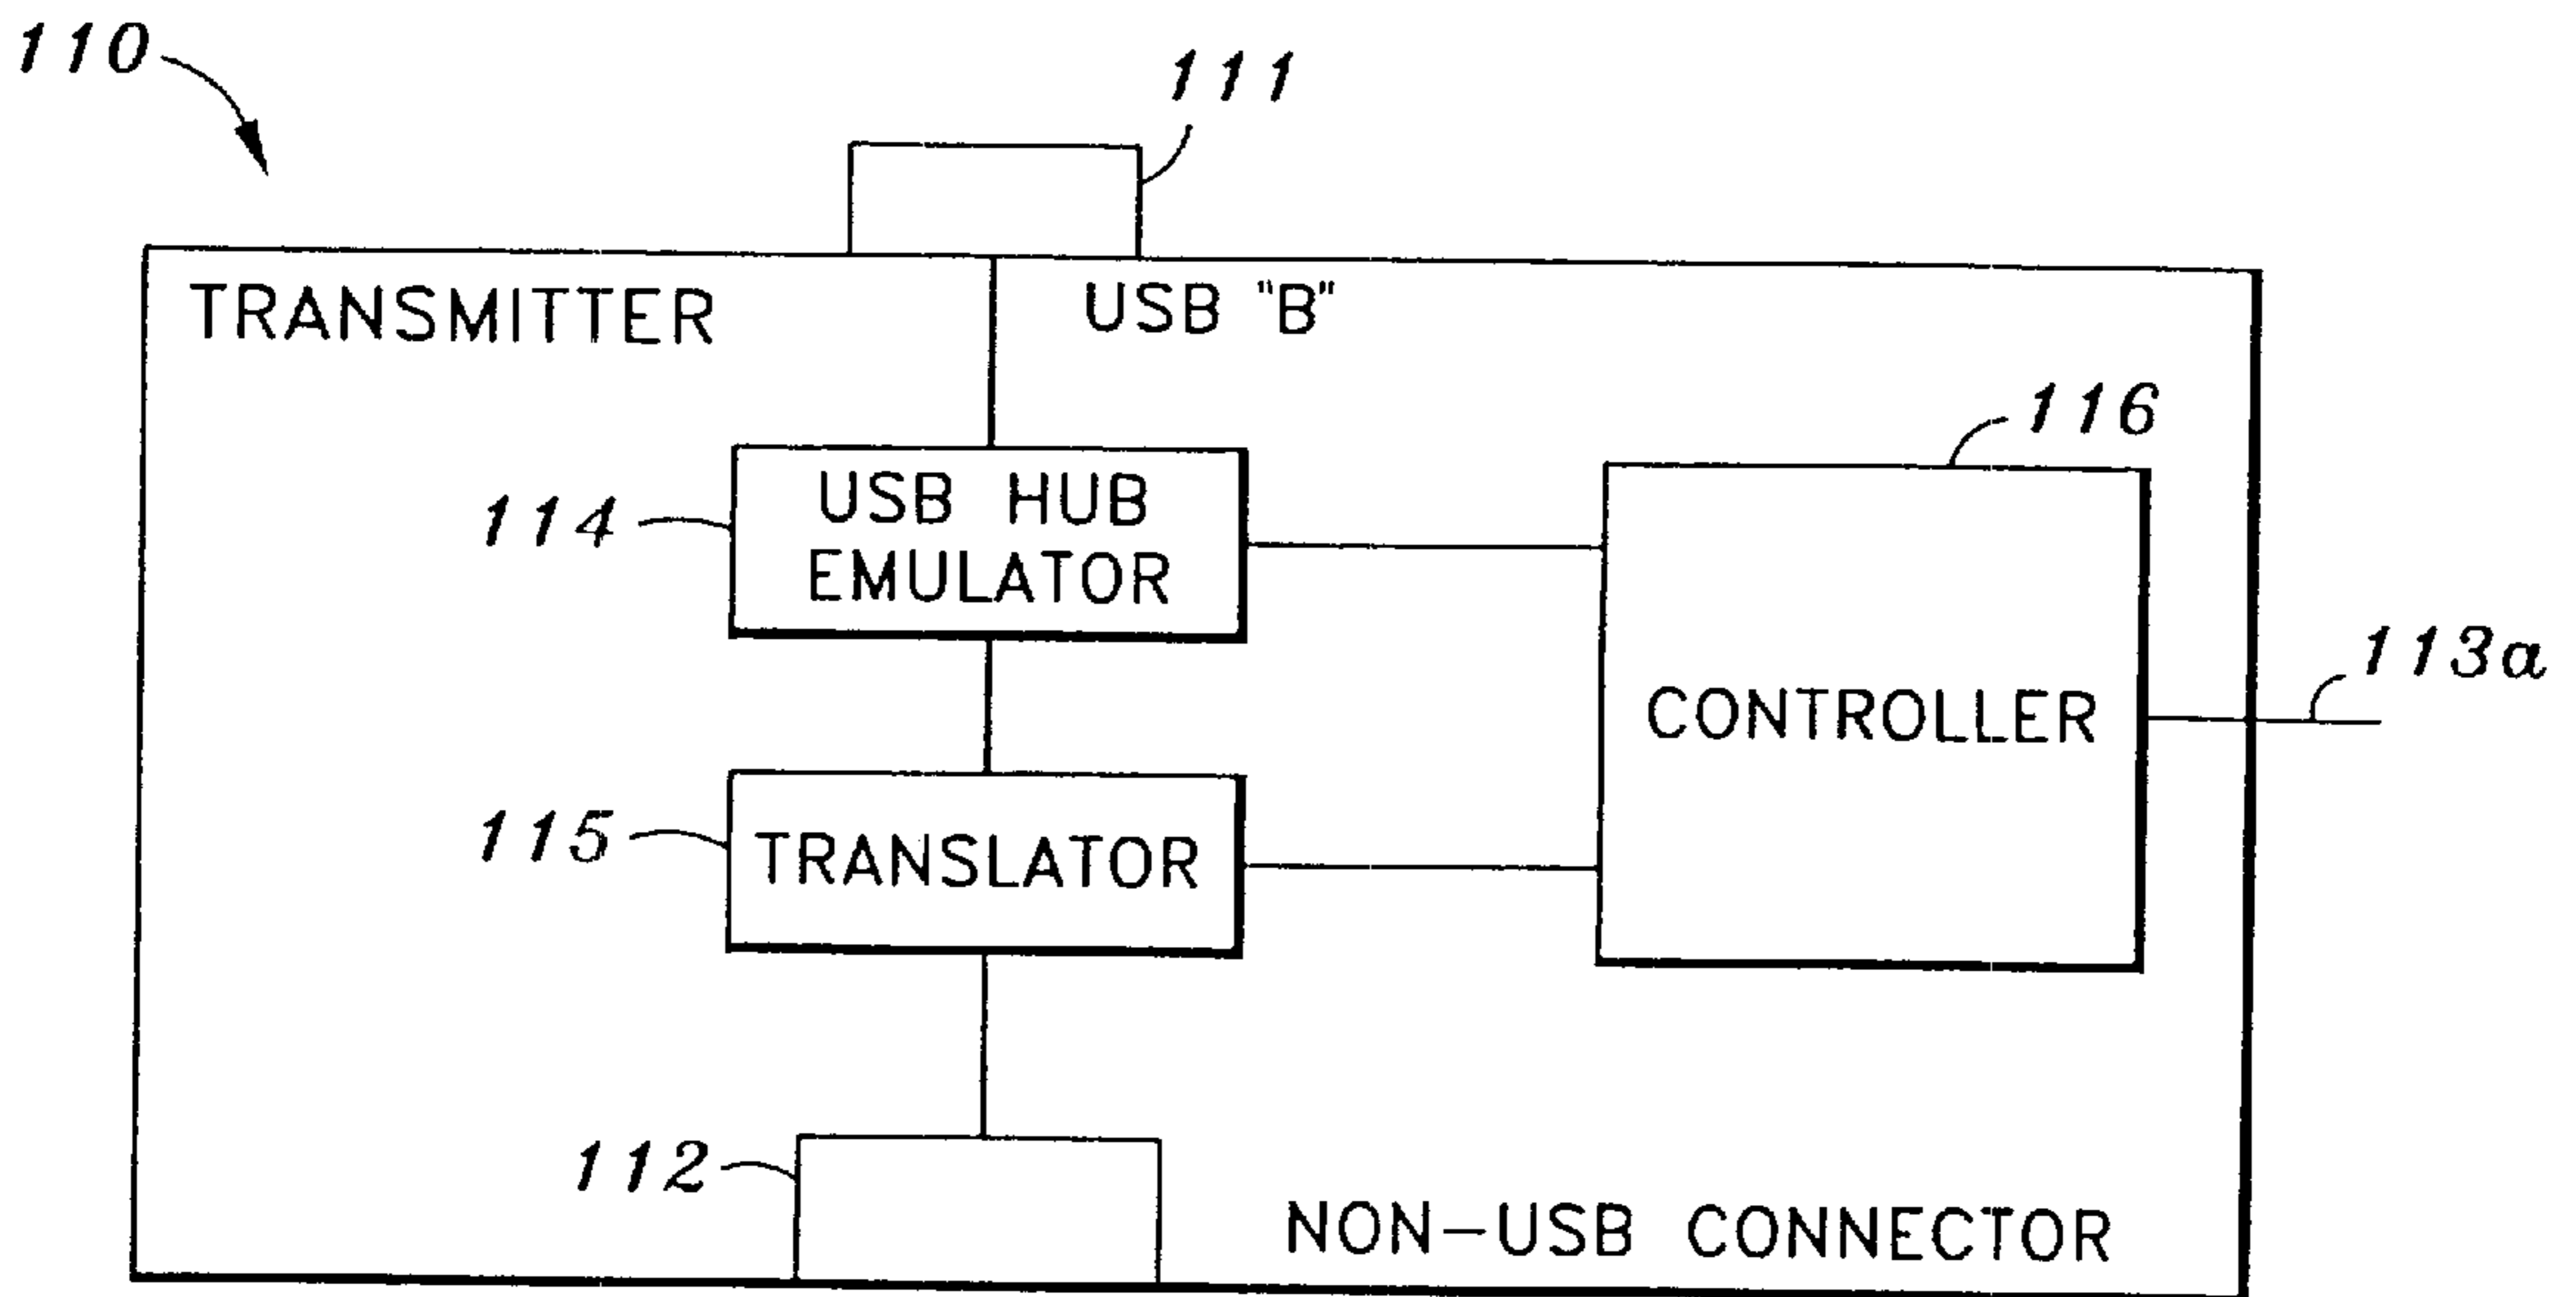 110
111
TRANSMITTER
USB "B"
116
114
USB HUB
EMULATOR
113a
CONTROLLER
115
TRANSLATOR
112
NON-USB CONNECTOR